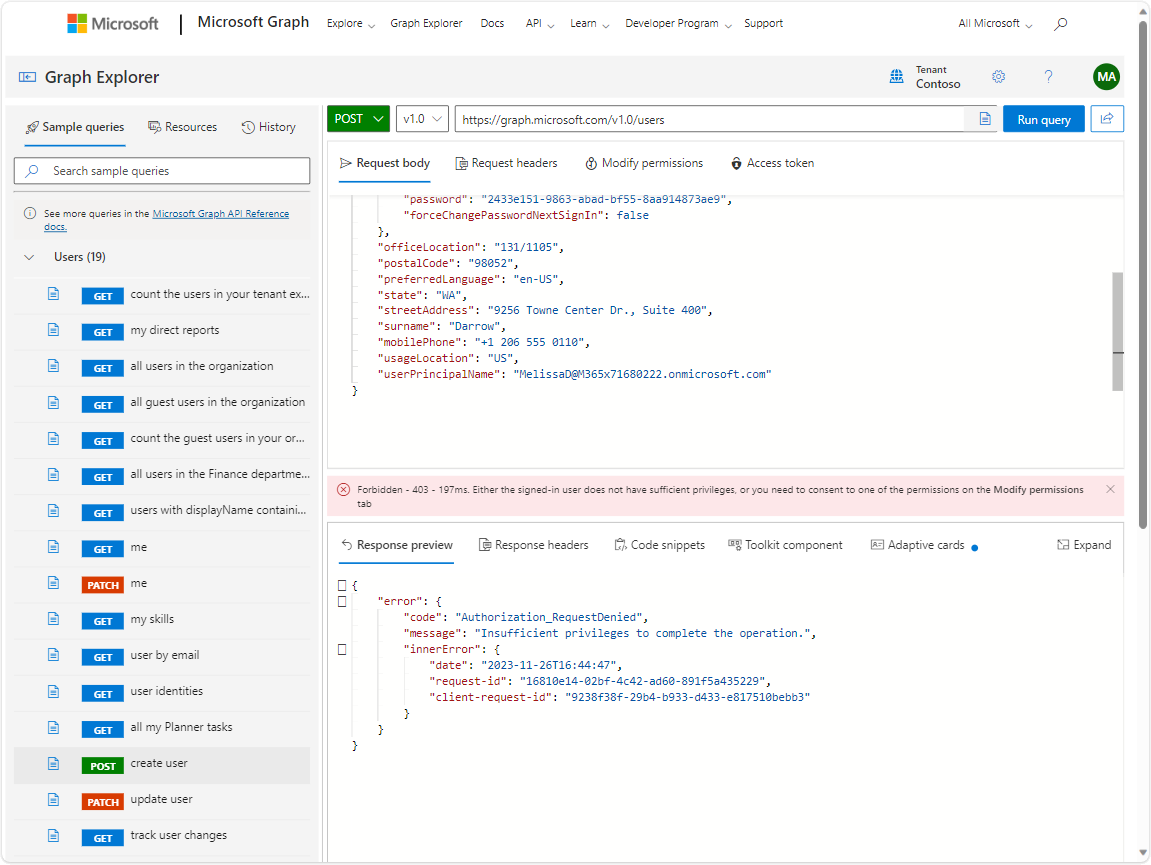 Microsoft | Microsoft Graph Explore Graph Explorer Docs API Learn Developer Program Support All Microsoft
Graph Explorer
Tenant
Contoso
? MA
Sample queries Resources History
Search sample queries
See more queries in the Microsoft Graph API Reference
docs.
Users (19)
GET count the users in your tenant ex...
GET my direct reports
GET all users in the organization
GET all guest users in the organization
GET count the guest users in your or...
GET all users in the Finance departme...
GET users with displayName containi...
GET me
PATCH me
GET my skills
GET user by email
GET user identities
GET all my Planner tasks
POST create user
PATCH update user
GET track user changes
POST v1.0 https://graph.microsoft.com/v1.0/users Run query
Request body Request headers Modify permissions Access token
"password": "2433e151-9863-abad-bf55-8aa914873ae9",
"forceChangePasswordNextSignIn": false
},
"officeLocation": "131/1105",
"postalCode": "98052",
"preferredLanguage": "en-US",
"state": "WA",
"streetAddress": "9256 Towne Center Dr., Suite 400",
"surname": "Darrow",
"mobilePhone": "+1 206 555 0110",
"usageLocation": "US",
"userPrincipalName": "MelissaD@M365x71680222.onmicrosoft.com"
}
Forbidden - 403 - 197ms. Either the signed-in user does not have sufficient privileges, or you need to consent to one of the permissions on the Modify permissions
tab
Response preview Response headers Code snippets Toolkit component Adaptive cards Expand
{
"error": {
"code": "Authorization_RequestDenied",
"message": "Insufficient privileges to complete the operation.",
"innerError": {
"date": "2023-11-26T16:44:47",
"request-id": "16810e14-02bf-4c42-ad60-891f5a435229",
"client-request-id": "9238f38f-29b4-b933-d433-e817510bebb3"
}
}
}